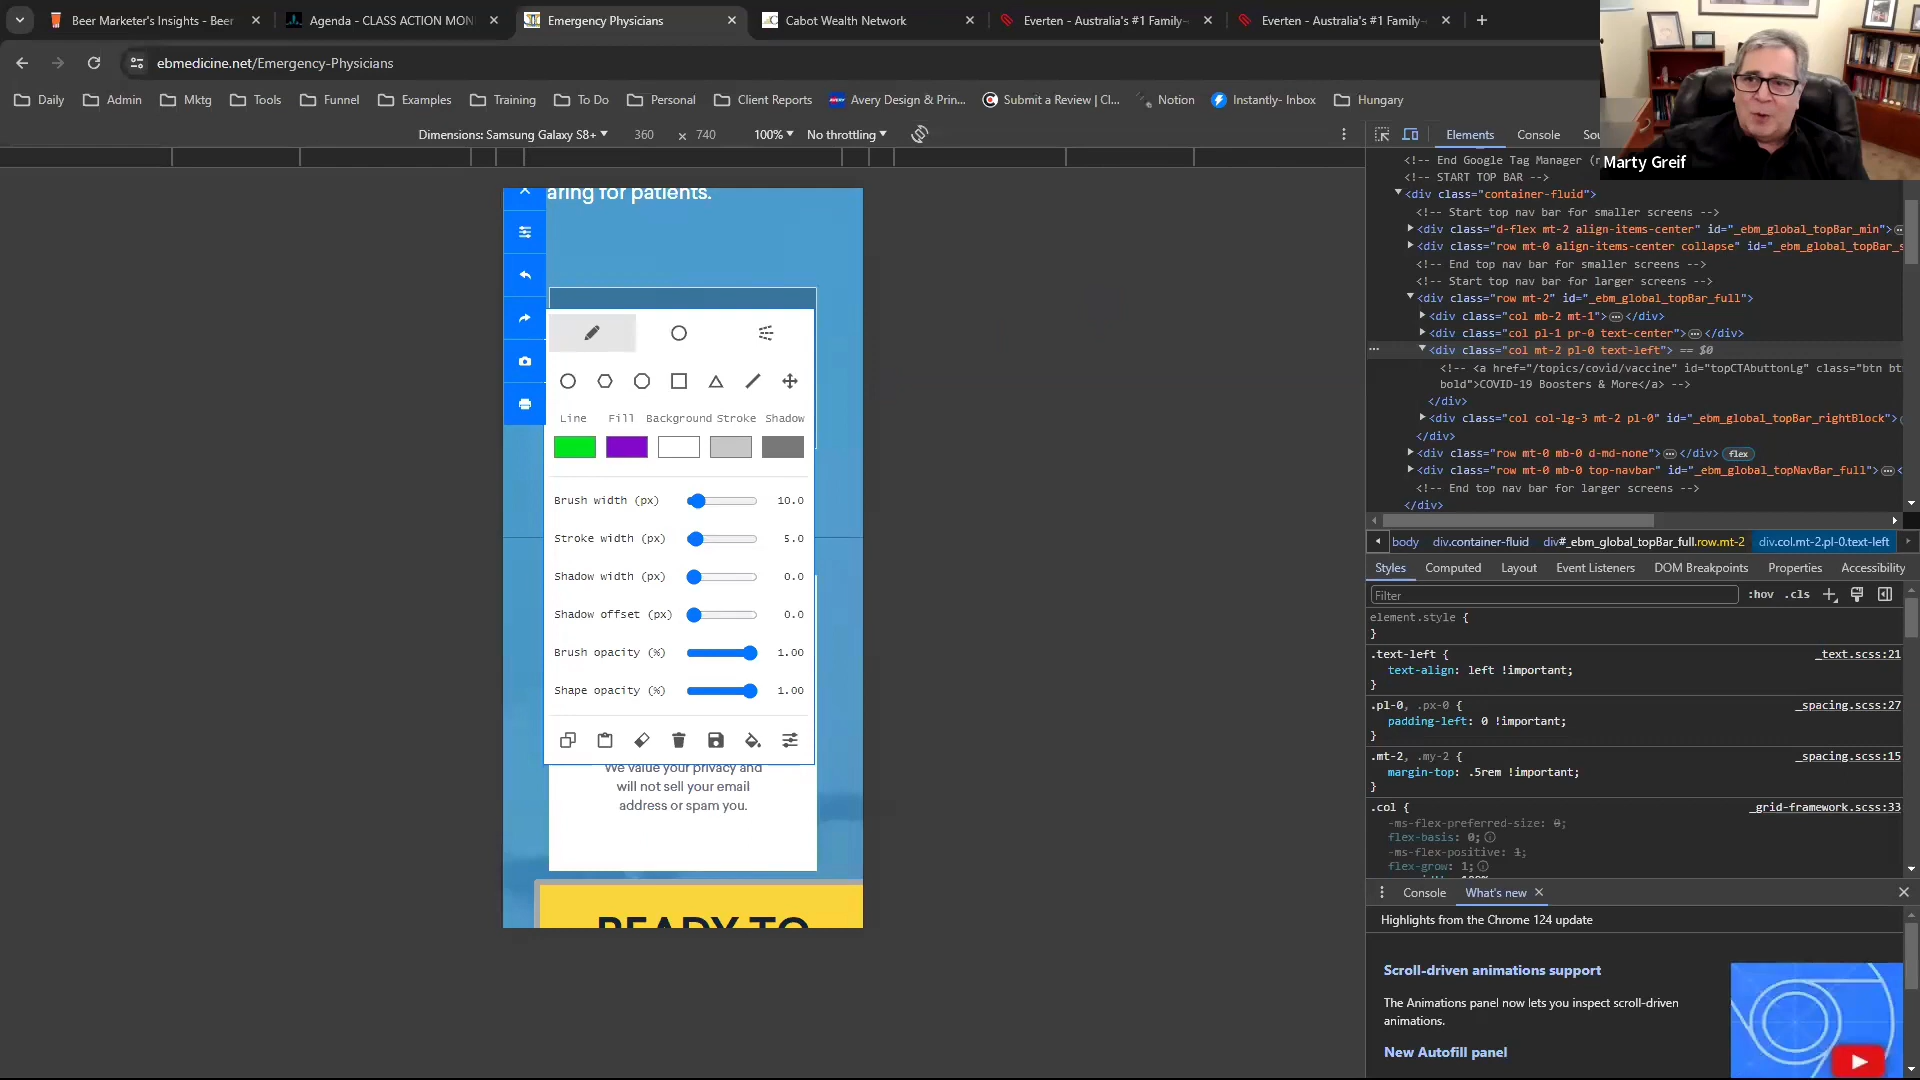 Beer Marketer's Insights - Beer
Agenda - CLASS ACTION MON
Emergency Physicians
Cabot Wealth Network
Everten - Australia's #1 Family-
Everten - Australia's #1 Family-
ebmedicine.net/Emergency-Physicians
Daily
Admin
Mktg
Tools
Funnel
Examples
Training
To Do
Personal
Client Reports
Avery Design & Prin...
Submit a Review | Cl...
Notion
Instantly- Inbox
Hungary
Dimensions: Samsung Galaxy S8+
360 × 740
100%
No throttling
Elements
Console
Sou
Marty Greif
aring for patients.
Line Fill Background Stroke Shadow
Brush width (px) 10.0
Stroke width (px) 5.0
Shadow width (px) 0.0
Shadow offset (px) 0.0
Brush opacity (%) 1.00
Shape opacity (%) 1.00
We value your privacy and
will not sell your email
address or spam you.
READY TO
<!-- End Google Tag Manager (n
<!-- START TOP BAR -->
<div class="container-fluid">
<!-- Start top nav bar for smaller screens -->
<div class="d-flex mt-2 align-items-center" id="_ebm_global_topBar_min">
<div class="row mt-0 align-items-center collapse" id="_ebm_global_topBar_s
<!-- End top nav bar for smaller screens -->
<!-- Start top nav bar for larger screens -->
<div class="row mt-2" id="_ebm_global_topBar_full">
<div class="col mb-2 mt-1"> … </div>
<div class="col pl-1 pr-0 text-center"> … </div>
<div class="col mt-2 pl-0 text-left"> == $0
<!-- <a href="/topics/covid/vaccine" id="topCTAbuttonLg" class="btn btn
bold">COVID-19 Boosters & More</a> -->
</div>
<div class="col col-lg-3 mt-2 pl-0" id="_ebm_global_topBar_rightBlock">
</div>
<div class="row mt-0 mb-0 d-md-none"> … </div> flex
<div class="row mt-0 mb-0 top-navbar" id="_ebm_global_topNavBar_full"> … <
<!-- End top nav bar for larger screens -->
</div>
body div.container-fluid div#_ebm_global_topBar_full.row.mt-2 div.col.mt-2.pl-0.text-left
Styles Computed Layout Event Listeners DOM Breakpoints Properties Accessibility
Filter :hov .cls
element.style {
}
.text-left { _text.scss:21
text-align: left !important;
}
.pl-0, .px-0 { _spacing.scss:27
padding-left: 0 !important;
}
.mt-2, .my-2 { _spacing.scss:15
margin-top: .5rem !important;
}
.col { _grid-framework.scss:33
-ms-flex-preferred-size: 0;
flex-basis: 0;
-ms-flex-positive: 1;
flex-grow: 1;
Console What's new
Highlights from the Chrome 124 update
Scroll-driven animations support
The Animations panel now lets you inspect scroll-driven
animations.
New Autofill panel